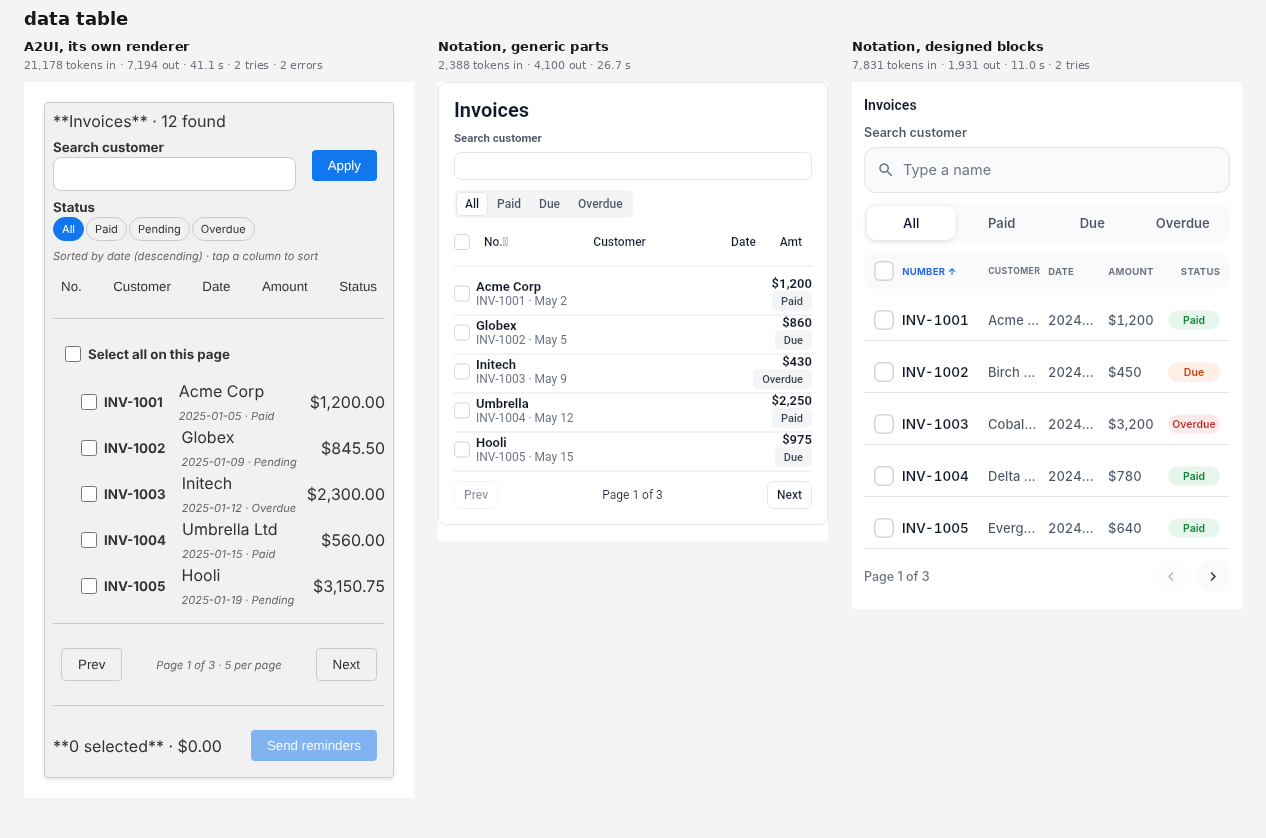 data table
A2UI, its own renderer
21,178 tokens in · 7,194 out · 41.1 s · 2 tries · 2 errors
**Invoices** · 12 found
Search customer
Apply
Status
All Paid Pending Overdue
Sorted by date (descending) · tap a column to sort
No. Customer Date Amount Status
Select all on this page
INV-1001 Acme Corp $1,200.00
2025-01-05 · Paid
INV-1002 Globex $845.50
2025-01-09 · Pending
INV-1003 Initech $2,300.00
2025-01-12 · Overdue
INV-1004 Umbrella Ltd $560.00
2025-01-15 · Paid
INV-1005 Hooli $3,150.75
2025-01-19 · Pending
Prev Page 1 of 3 · 5 per page Next
**0 selected** · $0.00 Send reminders
Notation, generic parts
2,388 tokens in · 4,100 out · 26.7 s
Invoices
Search customer
All Paid Due Overdue
No. Customer Date Amt
Acme Corp $1,200
INV-1001 · May 2 Paid
Globex $860
INV-1002 · May 5 Due
Initech $430
INV-1003 · May 9 Overdue
Umbrella $2,250
INV-1004 · May 12 Paid
Hooli $975
INV-1005 · May 15 Due
Prev Page 1 of 3 Next
Notation, designed blocks
7,831 tokens in · 1,931 out · 11.0 s · 2 tries
Invoices
Search customer
Type a name
All Paid Due Overdue
NUMBER ↑ CUSTOMER DATE AMOUNT STATUS
INV-1001 Acme ... 2024... $1,200 Paid
INV-1002 Birch ... 2024... $450 Due
INV-1003 Cobal... 2024... $3,200 Overdue
INV-1004 Delta ... 2024... $780 Paid
INV-1005 Everg... 2024... $640 Paid
Page 1 of 3